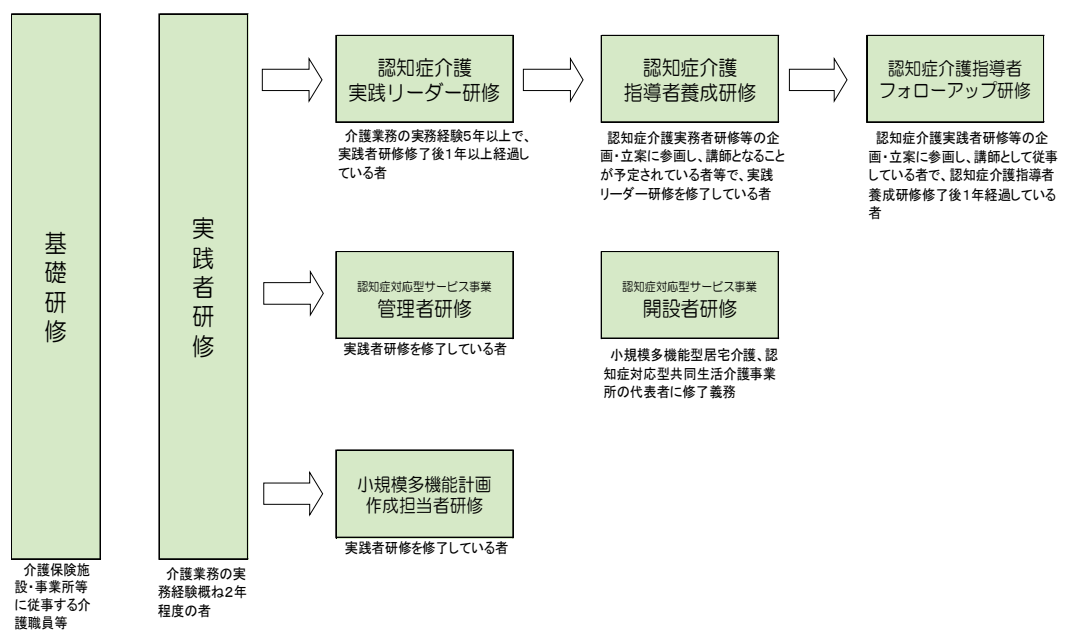 基礎研修
介護保険施
設・事業所等
に従事する介
護職員等
実践者研修
介護業務の実
務経験概ね2年
程度の者
認知症介護
実践リーダー研修
介護業務の実務経験5年以上で、
実践者研修修了後1年以上経過し
ている者
認知症介護
指導者養成研修
認知症介護実務者研修等の企
画・立案に参画し、講師となること
が予定されている者等で、実践
リーダー研修を修了している者
認知症介護指導者
フォローアップ研修
認知症介護実践者研修等の企
画・立案に参画し、講師として従事
している者で、認知症介護指導者
養成研修修了後1年経過している
者
認知症対応型サービス事業
管理者研修
実践者研修を修了している者
認知症対応型サービス事業
開設者研修
小規模多機能型居宅介護、認
知症対応型共同生活介護事業
所の代表者に修了義務
小規模多機能計画
作成担当者研修
実践者研修を修了している者